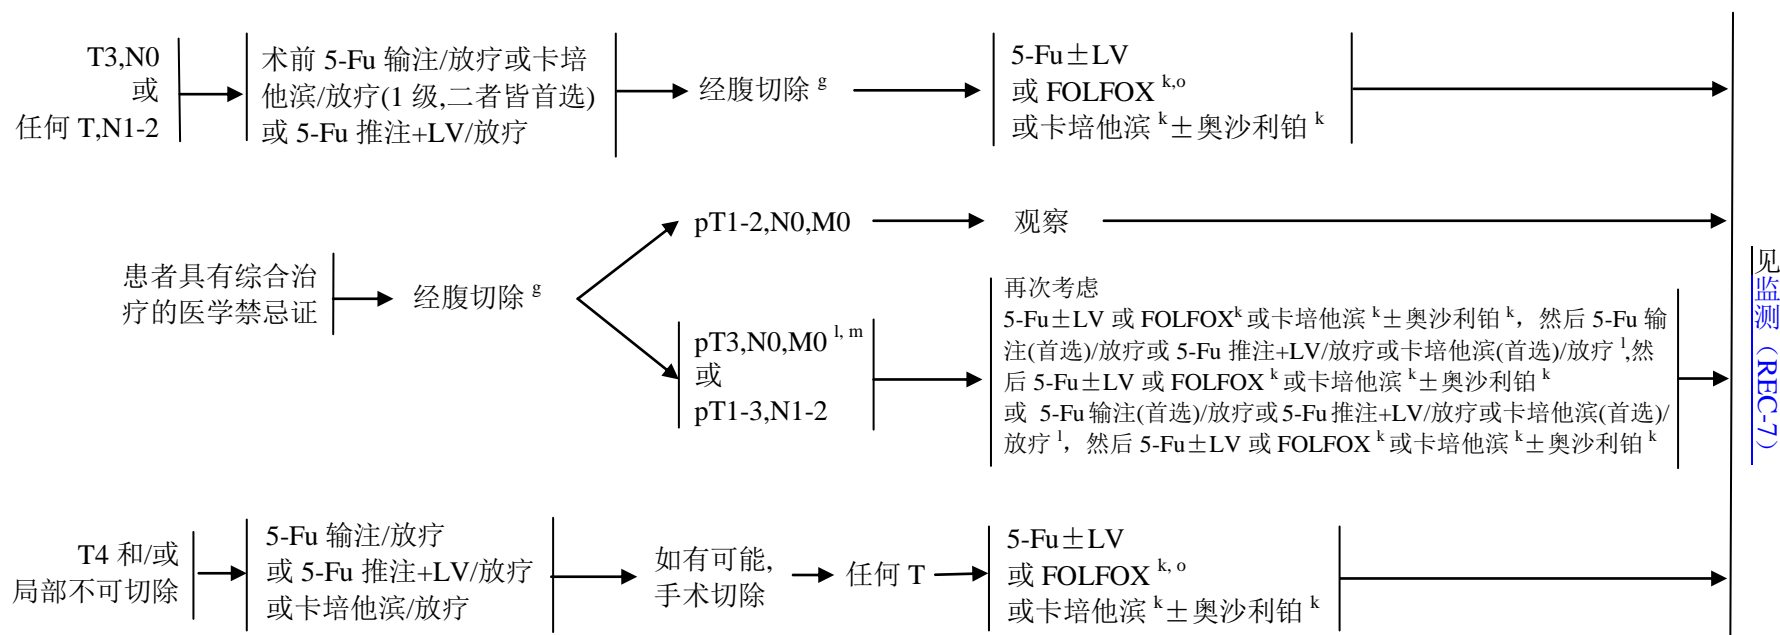 T3,N0
或
任何 T,N1-2
术前 5-Fu 输注/放疗或卡培
他滨/放疗(1 级,二者皆首选)
或 5-Fu 推注+LV/放疗
经腹切除 g
5-Fu±LV
或 FOLFOX k,o
或卡培他滨 k±奥沙利铂 k
患者具有综合治
疗的医学禁忌证
经腹切除 g
pT1-2,N0,M0
观察
pT3,N0,M0 l, m
或
pT1-3,N1-2
再次考虑
5-Fu±LV 或 FOLFOXk 或卡培他滨 k±奥沙利铂 k，然后 5-Fu 输
注(首选)/放疗或 5-Fu 推注+LV/放疗或卡培他滨(首选)/放疗 l,然
后 5-Fu±LV 或 FOLFOX k 或卡培他滨 k±奥沙利铂 k
或 5-Fu 输注(首选)/放疗或5-Fu 推注+LV/放疗或卡培他滨(首选)/
放疗 l，然后 5-Fu±LV 或 FOLFOX k 或卡培他滨 k±奥沙利铂 k
T4 和/或
局部不可切除
5-Fu 输注/放疗
或 5-Fu 推注+LV/放疗
或卡培他滨/放疗
如有可能,
手术切除
任何 T
5-Fu±LV
或 FOLFOX k, o
或卡培他滨 k±奥沙利铂 k
见监测（REC-7）